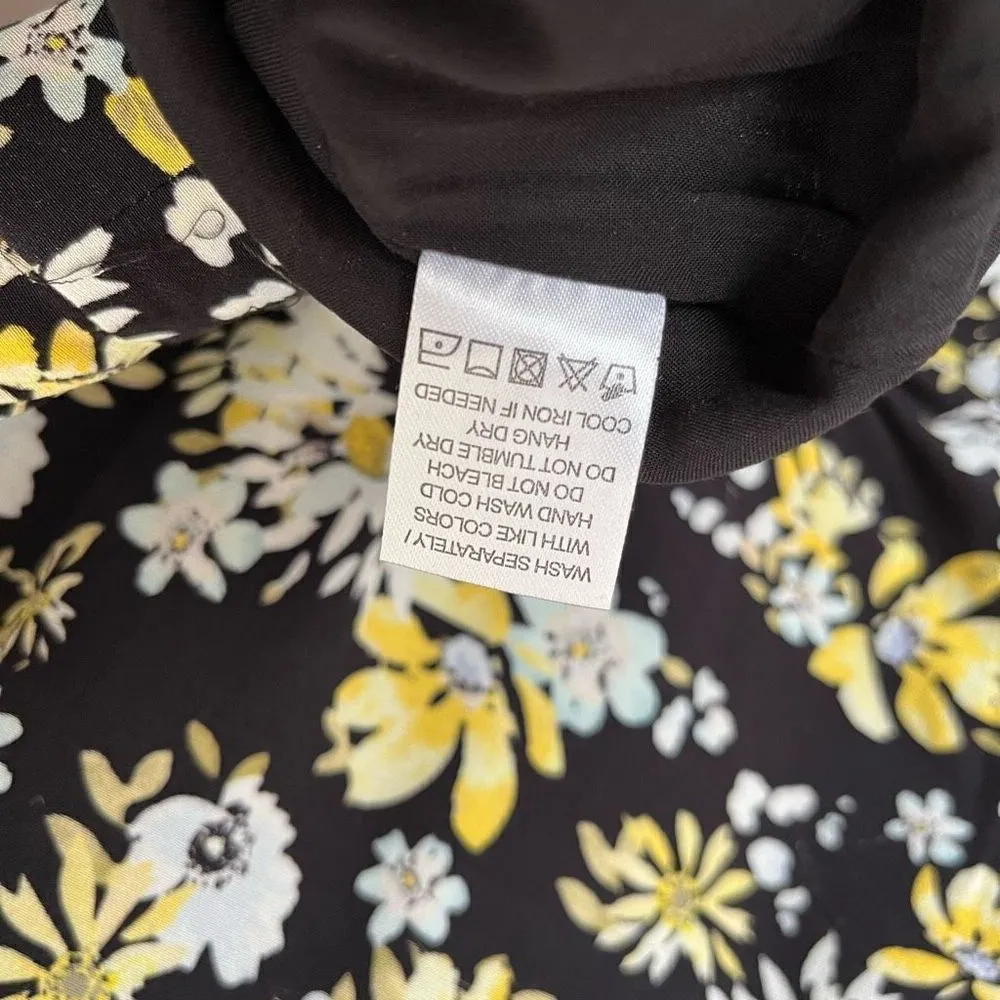 WASH SEPARATELY /
WITH LIKE COLORS
HAND WASH COLD
DO NOT BLEACH
DO NOT TUMBLE DRY
HANG DRY
COOL IRON IF NEEDED